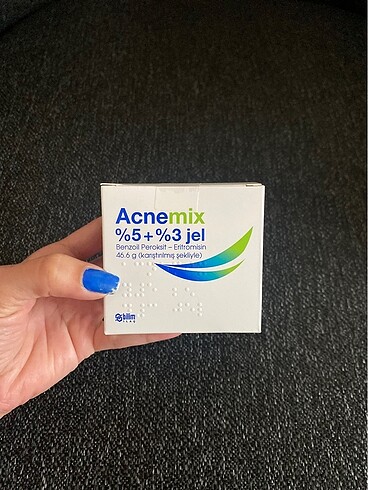 Acnemix
%5+%3 jel
Benzoil Peroksit – Eritromisin
46.6 g (karıştırılmış şekliyle)
bilim